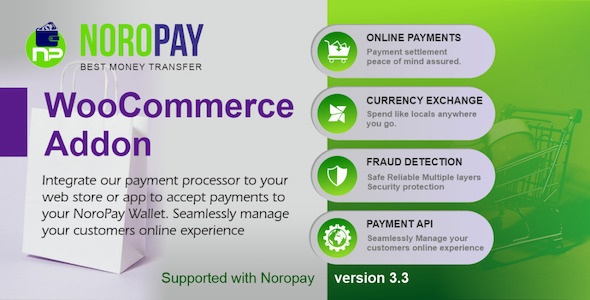 NP
NOROPAY
BEST MONEY TRANSFER
WooCommerce
Addon
Integrate our payment processor to your
web store or app to accept payments to
your NoroPay Wallet. Seamlessly manage
your customers online experience
ONLINE PAYMENTS
Payment settlement
peace of mind assured.
CURRENCY EXCHANGE
Spend like locals anywhere
you go.
FRAUD DETECTION
Safe Reliable Multiple layers
Security protection
PAYMENT API
Seamlessly Manage your
customers online experience
Supported with Noropay
version 3.3